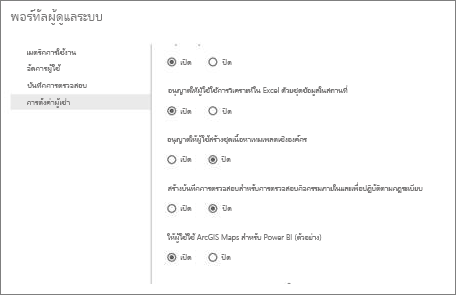 พอร์ทัลผู้ดูแลระบบ
เมตริกการใช้งาน
จัดการผู้ใช้
บันทึกการตรวจสอบ
การตั้งค่าผู้เช่า
เปิด ปิด
อนุญาตให้ผู้ใช้ใช้การวิเคราะห์ใน Excel ด้วยชุดข้อมูลในสถานที่
เปิด ปิด
อนุญาตให้ผู้ใช้สร้างชุดเนื้อหาเทมเพลตเชิงองค์กร
เปิด ปิด
สร้างบันทึกการตรวจสอบสำหรับการตรวจสอบกิจกรรมภายในและเพื่อปฏิบัติตามกฎระเบียบ
เปิด ปิด
ให้ผู้ใช้ใช้ ArcGIS Maps สำหรับ Power BI (ตัวอย่าง)
เปิด ปิด